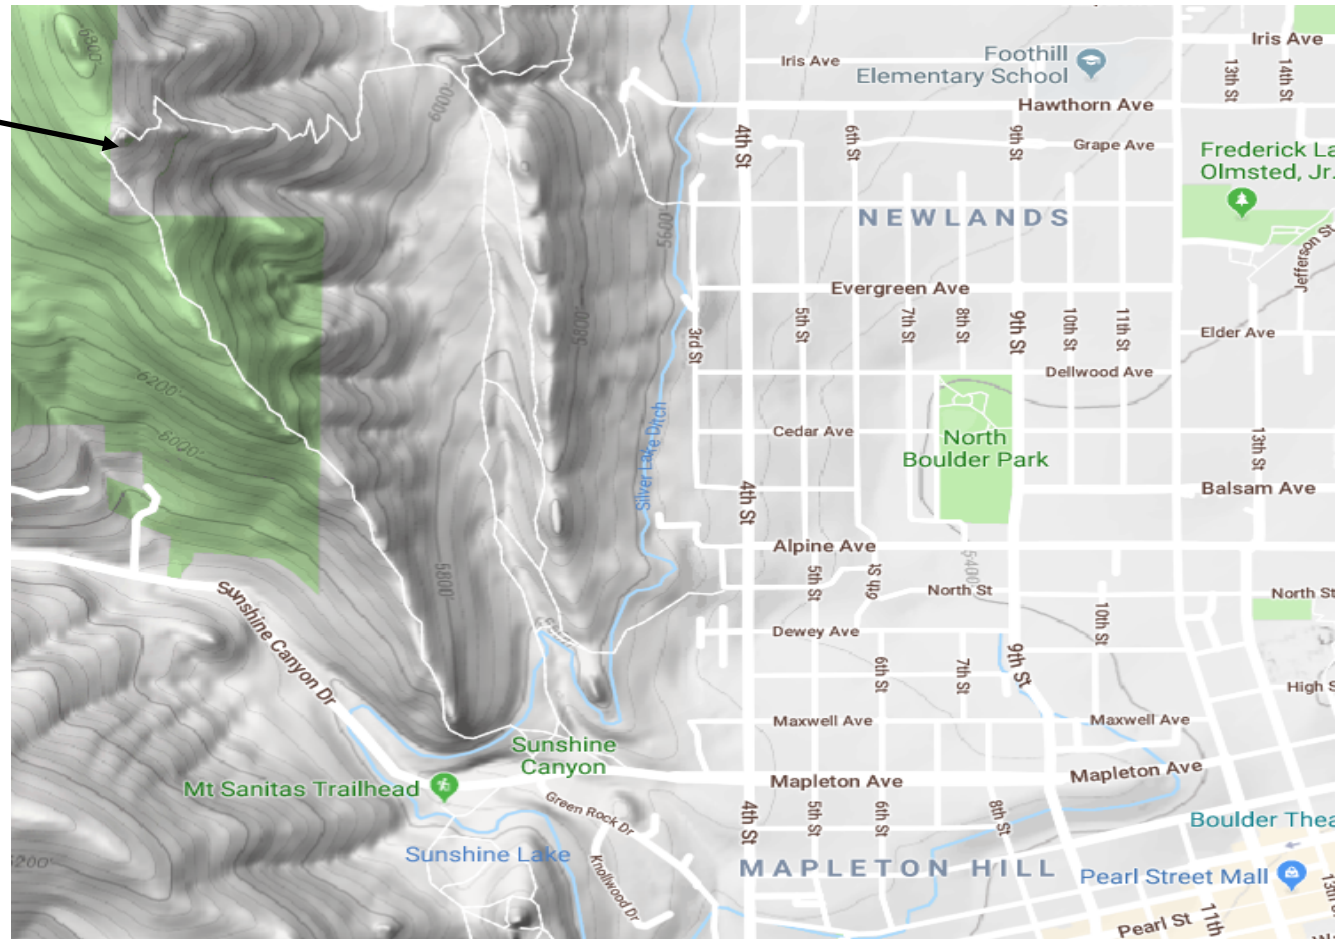 6300'
Iris Ave
Foothill
Elementary School
Iris Ave
13th St
14th St
6000'
Hawthorn Ave
4th St
6th St
9th St
Grape Ave
Frederick La
Olmsted, Jr.
5600'
NEWLANDS
Jefferson St
Evergreen Ave
5800'
3rd St
5th St
7th St
8th St
9th St
10th St
11th St
Elder Ave
Dellwood Ave
6200'
6000'
Silver Lake Ditch
Cedar Ave
North
Boulder Park
13th St
4th St
Balsam Ave
Alpine Ave
5400'
5800'
5th St
6th St
North St
North St
10th St
Sunshine Canyon Dr
Dewey Ave
6th St
7th St
9th St
High S
Maxwell Ave
Maxwell Ave
Sunshine
Canyon
Mt Sanitas Trailhead
Mapleton Ave
Mapleton Ave
Green Rock Dr
4th St
5th St
6th St
8th St
Boulder Thea
Sunshine Lake
Knollwood Dr
MAPLETON HILL
Pearl Street Mall
Pearl St
11th
13th